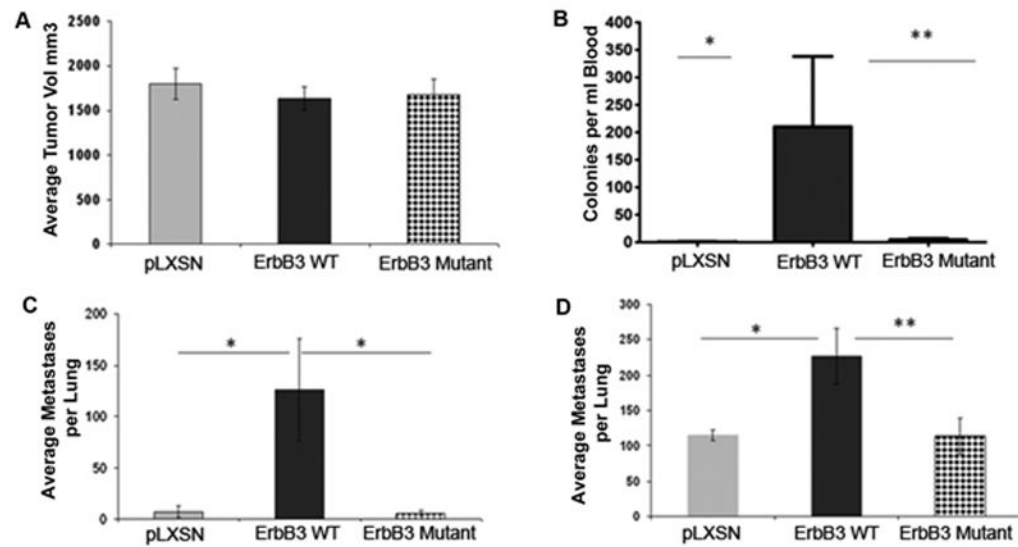 A
Average Tumor Vol mm3
2500
2000
1500
1000
500
0
pLXSN ErbB3 WT ErbB3 Mutant
B
Colonies per ml Blood
400
350
300
250
200
150
100
50
0
* **
pLXSN ErbB3 WT ErbB3 Mutant
C
Average Metastases
per Lung
200
150
100
50
0
* *
pLXSN ErbB3 WT ErbB3 Mutant
D
Average Metastases
per Lung
300
250
200
150
100
50
0
* **
pLXSN ErbB3 WT ErbB3 Mutant